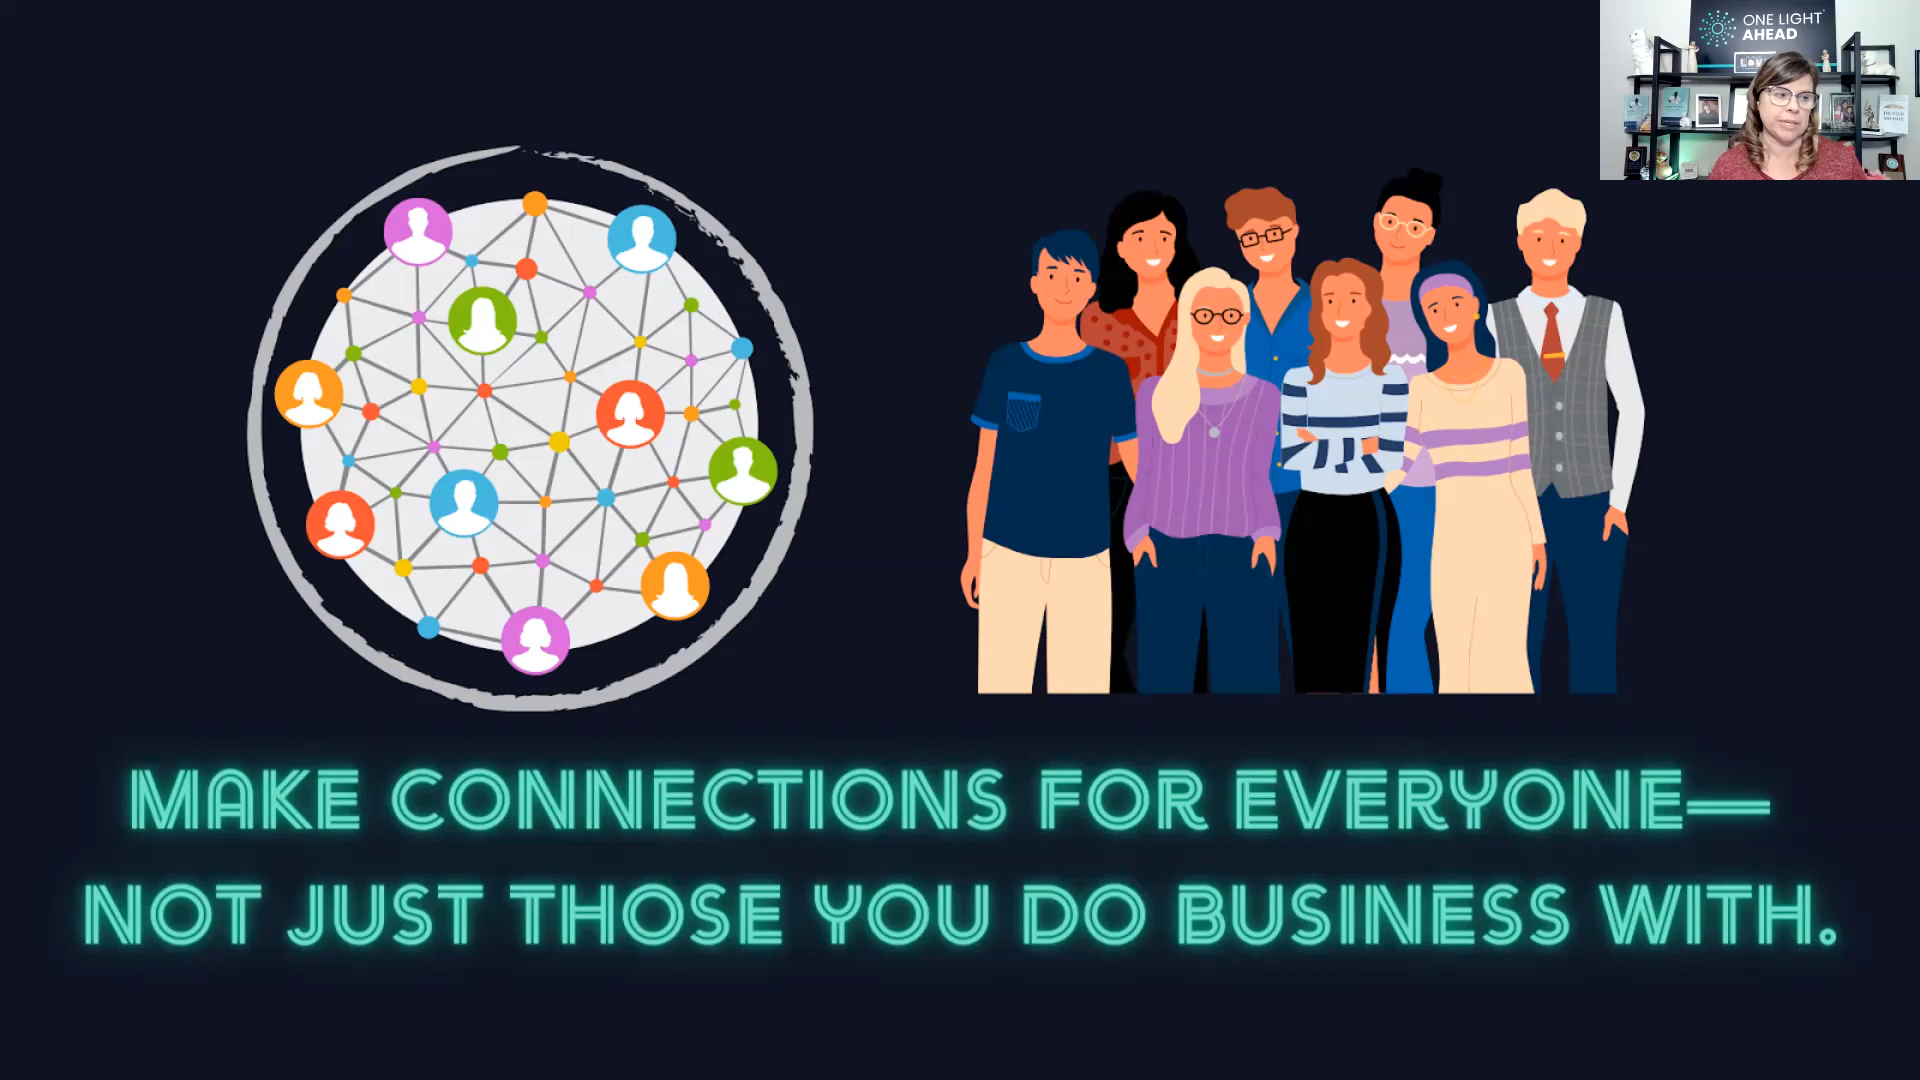 ONE LIGHT
AHEAD
MAKE CONNECTIONS FOR EVERYONE—
NOT JUST THOSE YOU DO BUSINESS WITH.